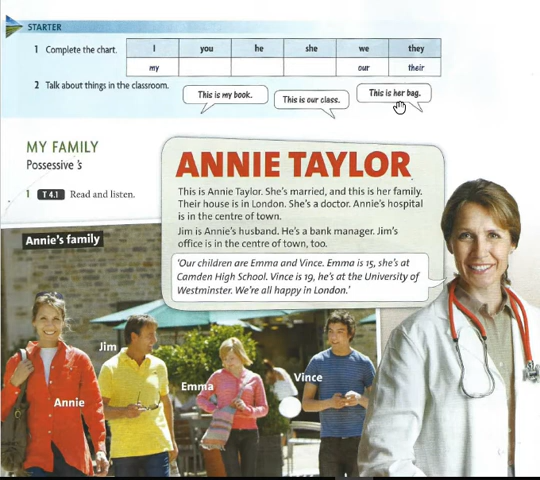 STARTER
1 Complete the chart.
I you he she we they
my our their
2 Talk about things in the classroom.
This is my book.
This is our class.
This is her bag.
MY FAMILY
Possessive 's
1 T 4.1 Read and listen.
ANNIE TAYLOR
This is Annie Taylor. She's married, and this is her family.
Their house is in London. She's a doctor. Annie's hospital
is in the centre of town.
Jim is Annie's husband. He's a bank manager. Jim's
office is in the centre of town, too.
'Our children are Emma and Vince. Emma is 15, she's at
Camden High School. Vince is 19, he's at the University of
Westminster. We're all happy in London.'
Annie's family
Jim
Emma
Vince
Annie